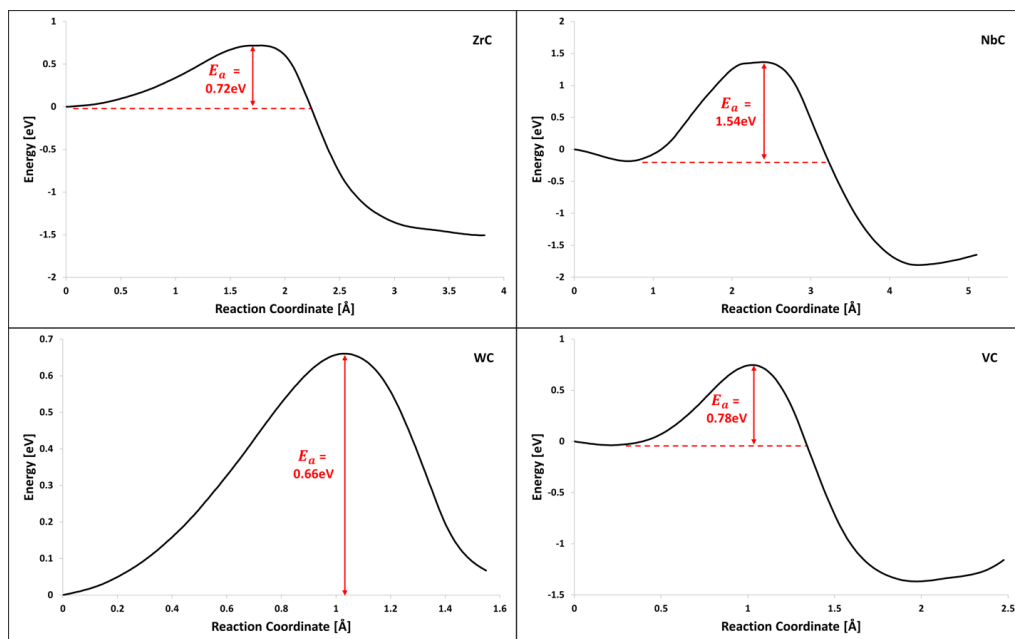 ZrC
1
0.5
0
-0.5
-1
-1.5
-2
Energy [eV]
Eₐ =
0.72eV
0 0.5 1 1.5 2 2.5 3 3.5 4
Reaction Coordinate [Å]
NbC
2
1.5
1
0.5
0
-0.5
-1
-1.5
-2
Energy [eV]
Eₐ =
1.54eV
0 1 2 3 4 5
Reaction Coordinate [Å]
WC
0.7
0.6
0.5
0.4
0.3
0.2
0.1
0
Energy [eV]
Eₐ =
0.66eV
0 0.2 0.4 0.6 0.8 1 1.2 1.4 1.6
Reaction Coordinate [Å]
VC
1
0.5
0
-0.5
-1
-1.5
Energy [eV]
Eₐ =
0.78eV
0 0.5 1 1.5 2 2.5
Reaction Coordinate [Å]